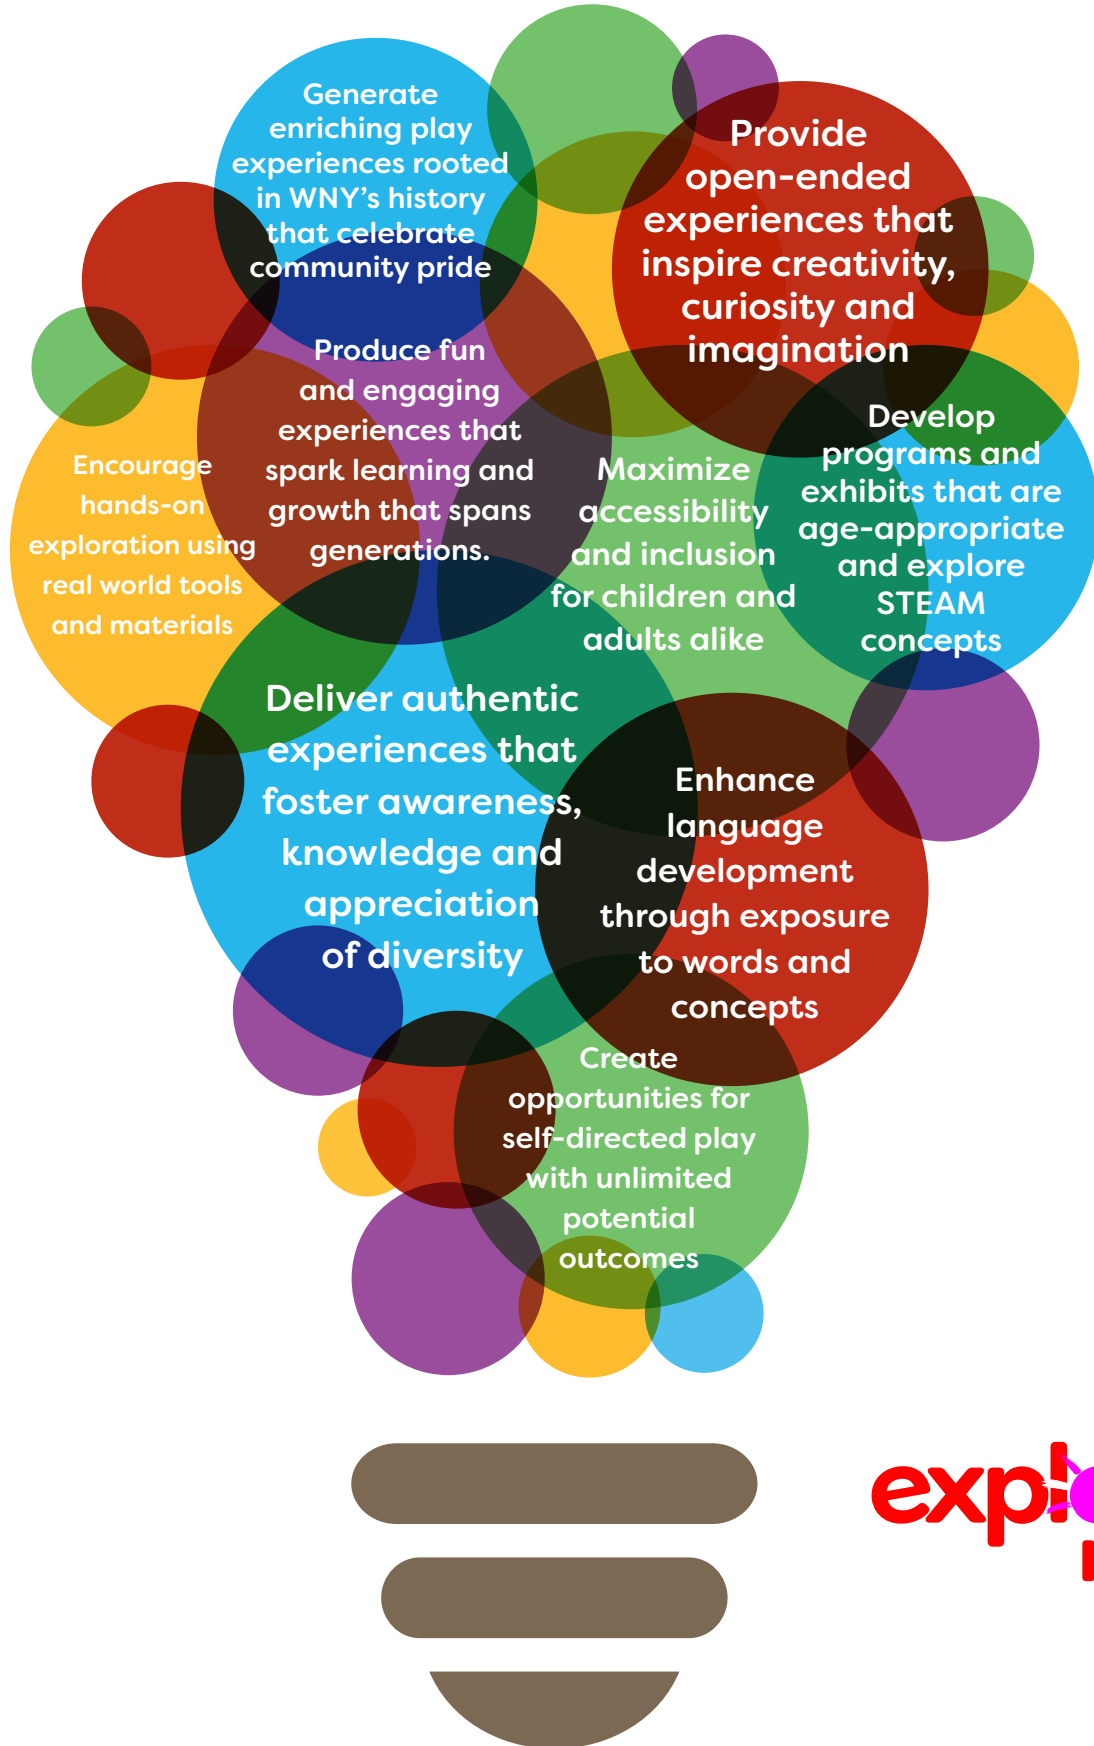 Generate
enriching play
experiences rooted
in WNY's history
that celebrate
community pride
Provide
open-ended
experiences that
inspire creativity,
curiosity and
imagination
Produce fun
and engaging
experiences that
spark learning and
growth that spans
generations.
Encourage
hands-on
exploration using
real world tools
and materials
Maximize
accessibility
and inclusion
for children and
adults alike
Develop
programs and
exhibits that are
age-appropriate
and explore
STEAM
concepts
Deliver authentic
experiences that
foster awareness,
knowledge and
appreciation
of diversity
Enhance
language
development
through exposure
to words and
concepts
Create
opportunities for
self-directed play
with unlimited
potential
outcomes